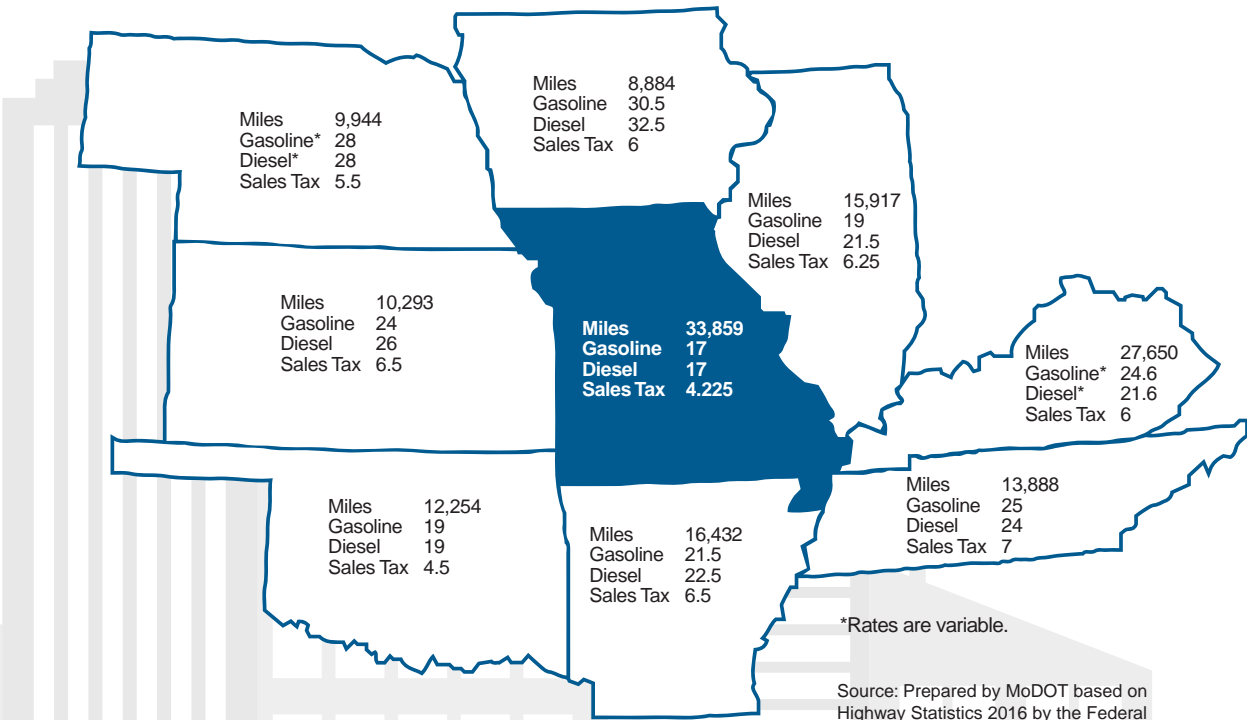 Miles 8,884
Gasoline 30.5
Diesel 32.5
Sales Tax 6
Miles 9,944
Gasoline* 28
Diesel* 28
Sales Tax 5.5
Miles 15,917
Gasoline 19
Diesel 21.5
Sales Tax 6.25
Miles 10,293
Gasoline 24
Diesel 26
Sales Tax 6.5
Miles 33,859
Gasoline 17
Diesel 17
Sales Tax 4.225
Miles 27,650
Gasoline* 24.6
Diesel* 21.6
Sales Tax 6
Miles 12,254
Gasoline 19
Diesel 19
Sales Tax 4.5
Miles 16,432
Gasoline 21.5
Diesel 22.5
Sales Tax 6.5
Miles 13,888
Gasoline 25
Diesel 24
Sales Tax 7
*Rates are variable.
Source: Prepared by MoDOT based on
Highway Statistics 2016 by the Federal